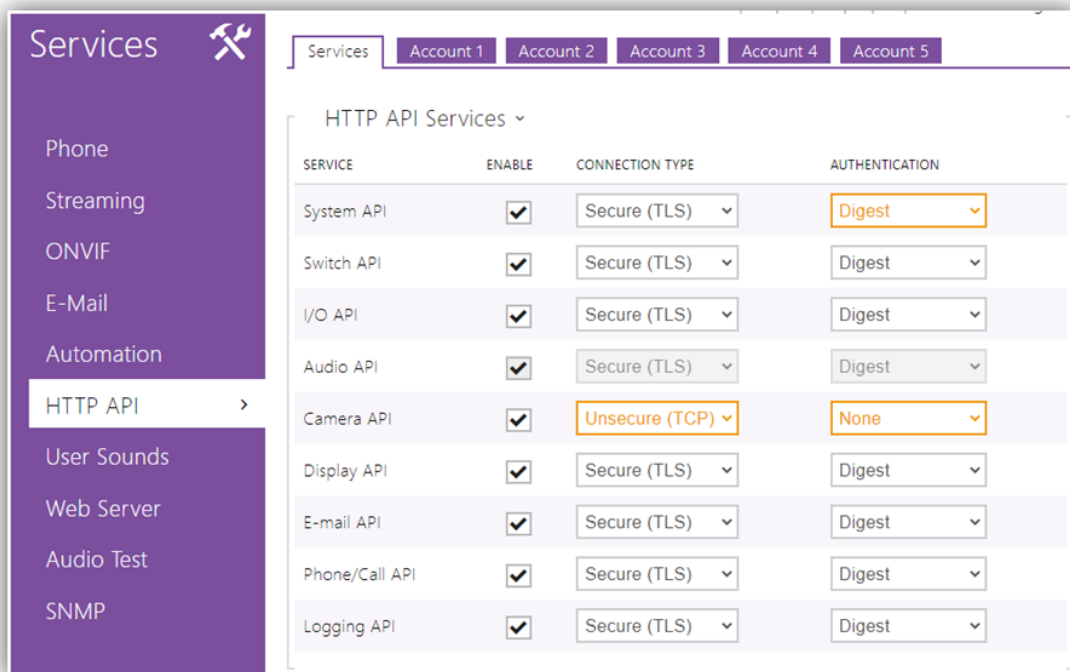 Services
Phone
Streaming
ONVIF
E-Mail
Automation
HTTP API
User Sounds
Web Server
Audio Test
SNMP
Services Account 1 Account 2 Account 3 Account 4 Account 5
HTTP API Services
SERVICE ENABLE CONNECTION TYPE AUTHENTICATION
System API Secure (TLS) Digest
Switch API Secure (TLS) Digest
I/O API Secure (TLS) Digest
Audio API Secure (TLS) Digest
Camera API Unsecure (TCP) None
Display API Secure (TLS) Digest
E-mail API Secure (TLS) Digest
Phone/Call API Secure (TLS) Digest
Logging API Secure (TLS) Digest